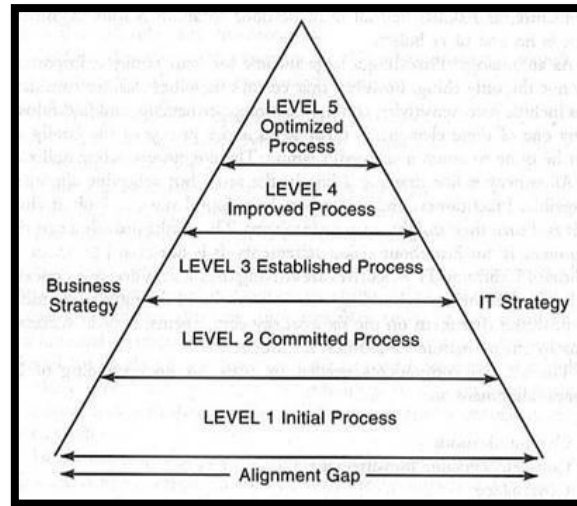 LEVEL 5
Optimized
Process
LEVEL 4
Improved Process
LEVEL 3 Established Process
Business
Strategy
IT Strategy
LEVEL 2 Committed Process
LEVEL 1 Initial Process
Alignment Gap